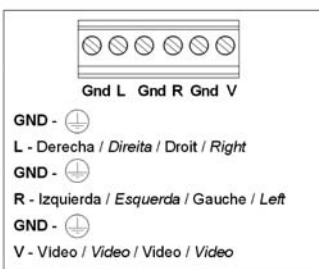 Gnd L Gnd R Gnd V
GND -
L - Derecha / Direita / Droit / Right
GND -
R - Izquierda / Esquerda / Gauche / Left
GND -
V - Video / Video / Video / Video